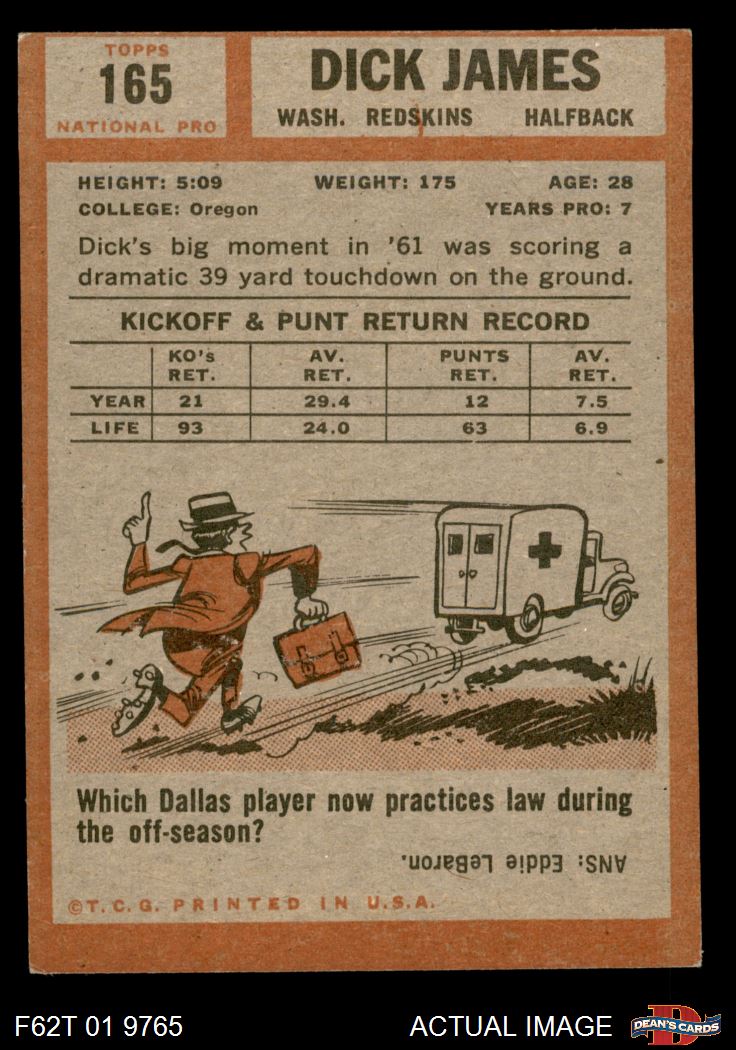 TOPPS
165
NATIONAL PRO
DICK JAMES
WASH. REDSKINS HALFBACK
HEIGHT: 5:09 WEIGHT: 175 AGE: 28
COLLEGE: Oregon YEARS PRO: 7
Dick's big moment in '61 was scoring a
dramatic 39 yard touchdown on the ground.
KICKOFF & PUNT RETURN RECORD
KO's RET. AV. RET. PUNTS RET. AV. RET.
YEAR 21 29.4 12 7.5
LIFE 93 24.0 63 6.9
Which Dallas player now practices law during
the off-season?
ANS: Eddie LeBaron.
©T.C.G. PRINTED IN U.S.A.
F62T 01 9765 ACTUAL IMAGE
D
DEAN'S CARDS